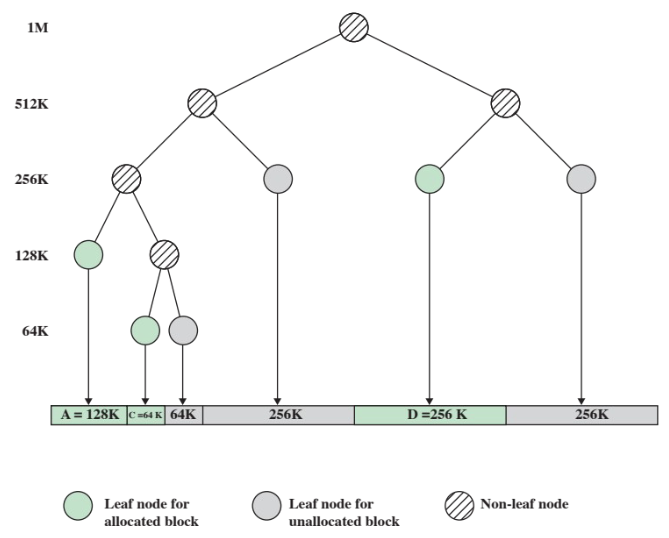 1M
512K
256K
128K
64K
A = 128K C =64 K 64K 256K D =256 K 256K
Leaf node for
allocated block
Leaf node for
unallocated block
Non-leaf node